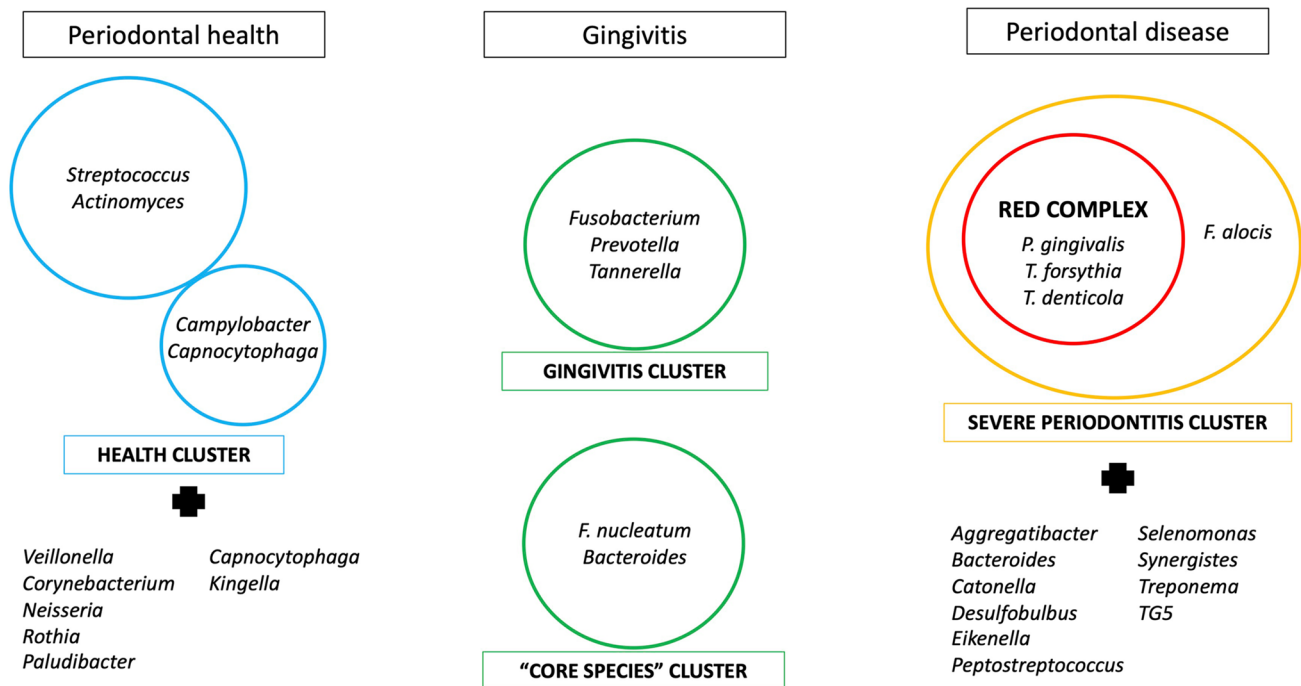 Periodontal health
Streptococcus
Actinomyces
Campylobacter
Capnocytophaga
HEALTH CLUSTER
Veillonella
Corynebacterium
Neisseria
Rothia
Paludibacter
Capnocytophaga
Kingella
Gingivitis
Fusobacterium
Prevotella
Tannerella
GINGIVITIS CLUSTER
F. nucleatum
Bacteroides
“CORE SPECIES” CLUSTER
Periodontal disease
RED COMPLEX
P. gingivalis
T. forsythia
T. denticola
F. alocis
SEVERE PERIODONTITIS CLUSTER
Aggregatibacter
Bacteroides
Catonella
Desulfobulbus
Eikenella
Peptostreptococcus
Selenomonas
Synergistes
Treponema
TG5